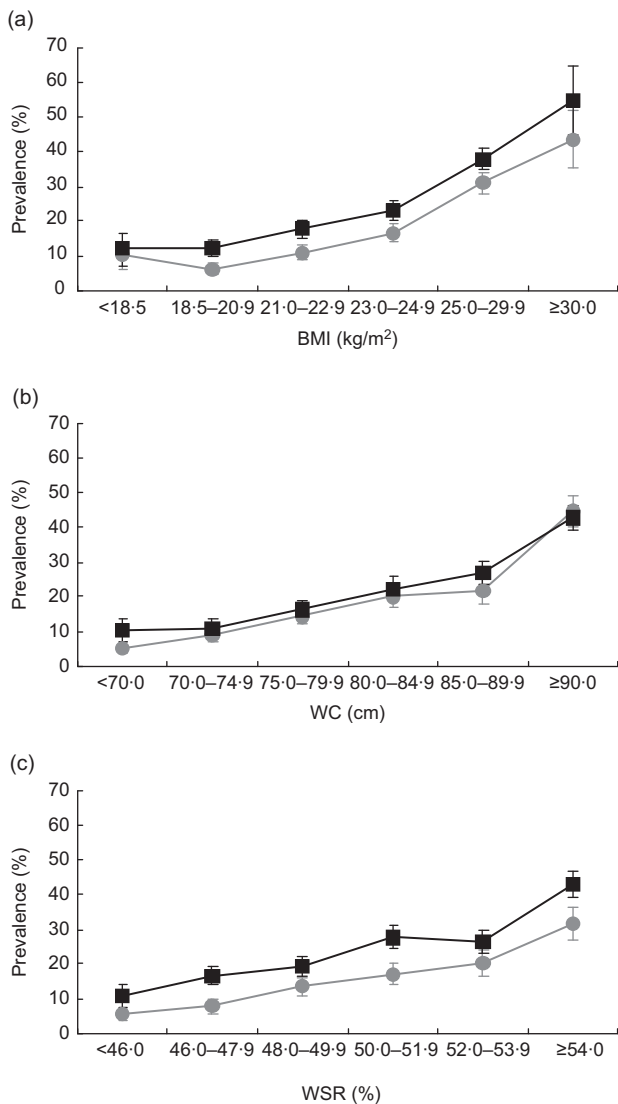 (a)
70
60
50
40
30
20
10
0
Prevalence (%)
<18·5 18·5–20·9 21·0–22·9 23·0–24·9 25·0–29·9 ≥30·0
BMI (kg/m²)
(b)
70
60
50
40
30
20
10
0
Prevalence (%)
<70·0 70·0–74·9 75·0–79·9 80·0–84·9 85·0–89·9 ≥90·0
WC (cm)
(c)
70
60
50
40
30
20
10
0
Prevalence (%)
<46·0 46·0–47·9 48·0–49·9 50·0–51·9 52·0–53·9 ≥54·0
WSR (%)